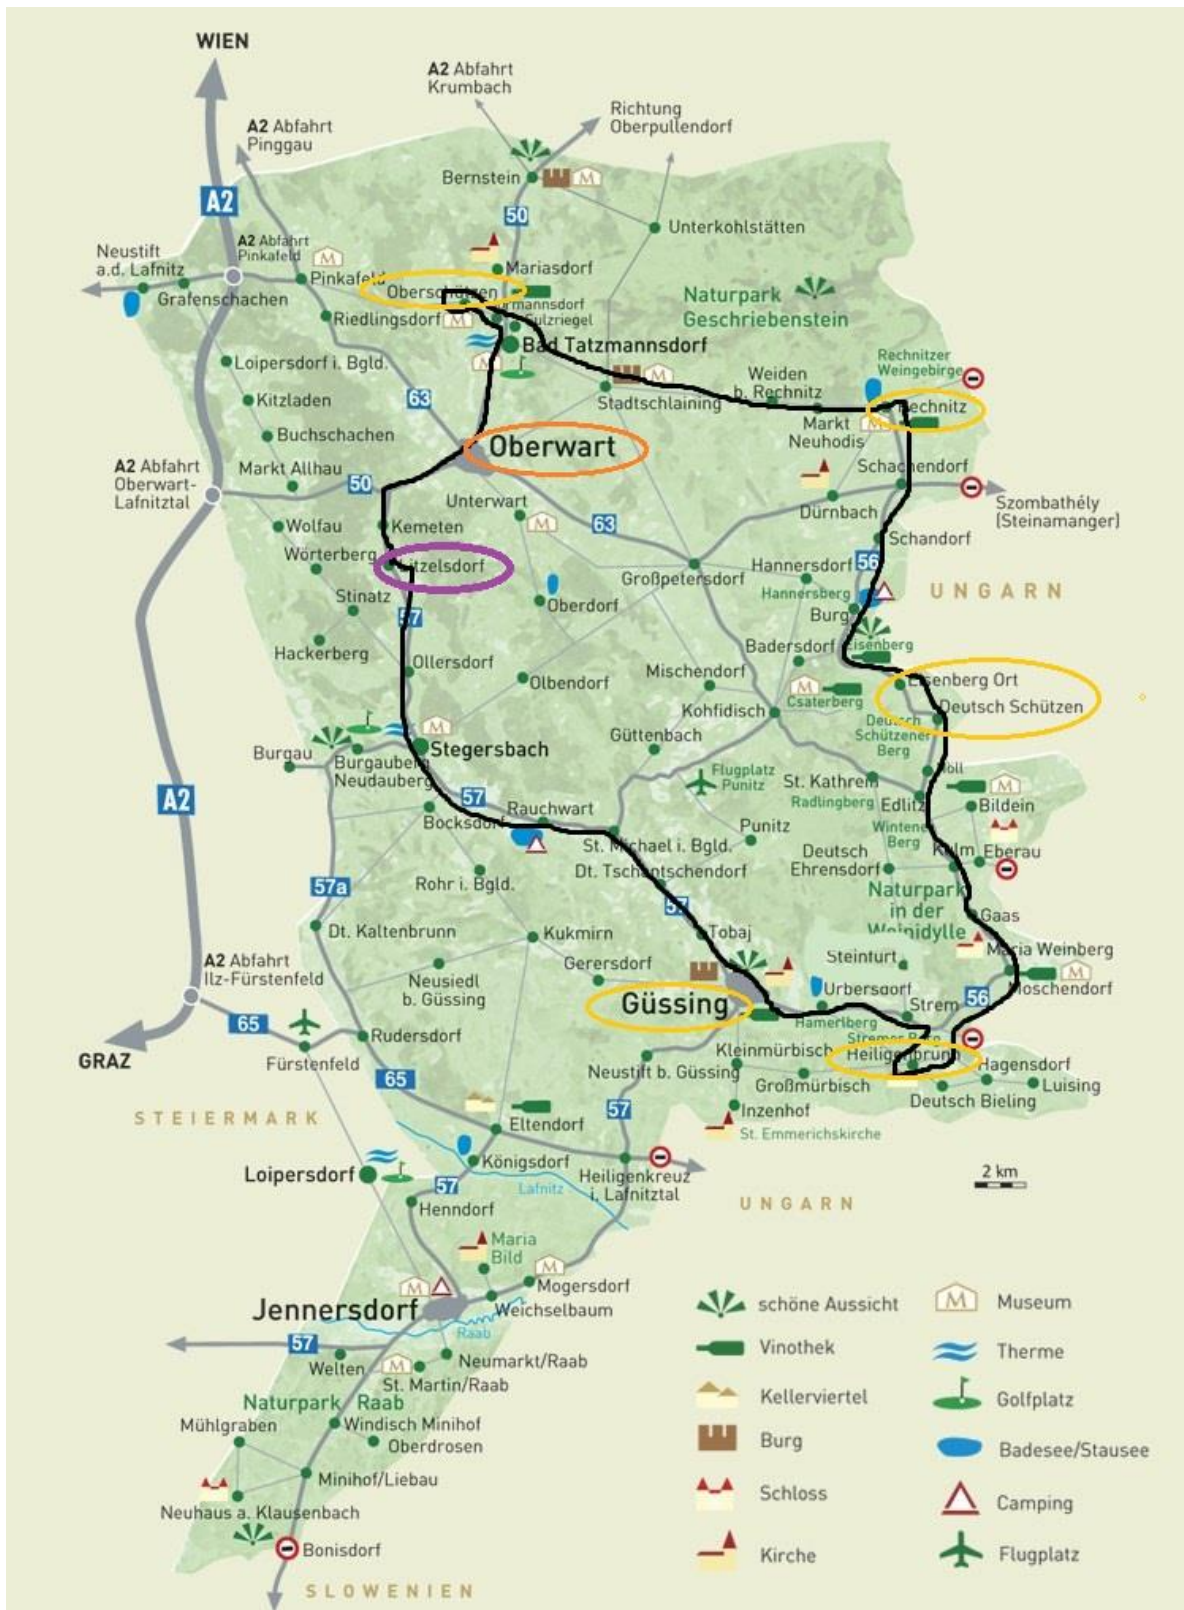 WIEN
A2 Abfahrt
Krumbach
Richtung
Oberpullendorf
A2 Abfahrt
Pinggau
Bernstein
A2
50
Unterkohlstätten
Neustift
a.d. Lafnitz
A2 Abfahrt
Pinkafeld
Pinkafeld
Mariasdorf
Grafenschachen
Oberschützen
Naturpark
Geschriebenstein
Riedlingsdorf
Sulzriegel
Bad Tatzmannsdorf
Loipersdorf i. Bgld.
Rechnitzer
Weingebirge
Weiden
b. Rechnitz
Kitzladen
63
Stadtschlaining
Rechnitz
Markt
Neuhodis
Buchschachen
Oberwart
A2 Abfahrt
Oberwart-
Lafnitztal
Markt Allhau
50
Schachendorf
Unterwart
Szombathély
(Steinamanger)
Dürnbach
Wolfau
Kemeten
63
Schandorf
Wörterberg
Litzelsdorf
Großpetersdorf
Hannersdorf
56
Hannersberg
UNGARN
Stinatz
57
Oberdorf
Burg
Hackerberg
Ollersdorf
Badersdorf
Eisenberg
Olbendorf
Mischendorf
Csaterberg
Eisenberg Ort
Deutsch Schützen
Kohfidisch
Deutsch
Schützener
Berg
Burgau
Stegersbach
Güttenbach
Burgauberg
Neudauberg
Flugplatz
Punitz
St. Kathrein
Höll
A2
57
Rauchwart
Radlingberg
Edlitz
Bildein
Bocksdorf
Punitz
Wintener
Berg
St. Michael i. Bgld.
Deutsch
Ehrensdorf
Kulm
Eberau
57a
Rohr i. Bgld.
Dt. Tschantschendorf
Naturpark
in der
Weinidylle
57
Gaas
Dt. Kaltenbrunn
Kukmirn
Tobaj
Maria Weinberg
A2 Abfahrt
Ilz-Fürstenfeld
Neusiedl
b. Güssing
Gerersdorf
Steinfurt
Moschendorf
Güssing
Urbersdorf
56
Strem
65
Rudersdorf
Hamerlberg
Stremer Berg
GRAZ
Fürstenfeld
Kleinmürbisch
Heiligenbrunn
Hagensdorf
65
Neustift b. Güssing
Großmürbisch
Luising
Deutsch Bieling
STEIERMARK
57
Inzenhof
Eltendorf
St. Emmerichskirche
Loipersdorf
Königsdorf
Heiligenkreuz
i. Lafnitztal
2 km
57
Lafnitz
UNGARN
Henndorf
Maria
Bild
Mogersdorf
Jennersdorf
Weichselbaum
Raab
57
Welten
Neumarkt/Raab
St. Martin/Raab
Naturpark Raab
Mühlgraben
Windisch Minihof
Oberdrosen
Minihof/Liebau
Neuhaus a. Klausenbach
Bonisdorf
SLOWENIEN
schöne Aussicht
M Museum
Vinothek
Therme
Kellerviertel
Golfplatz
Burg
Badesee/Stausee
Schloss
Camping
Kirche
Flugplatz